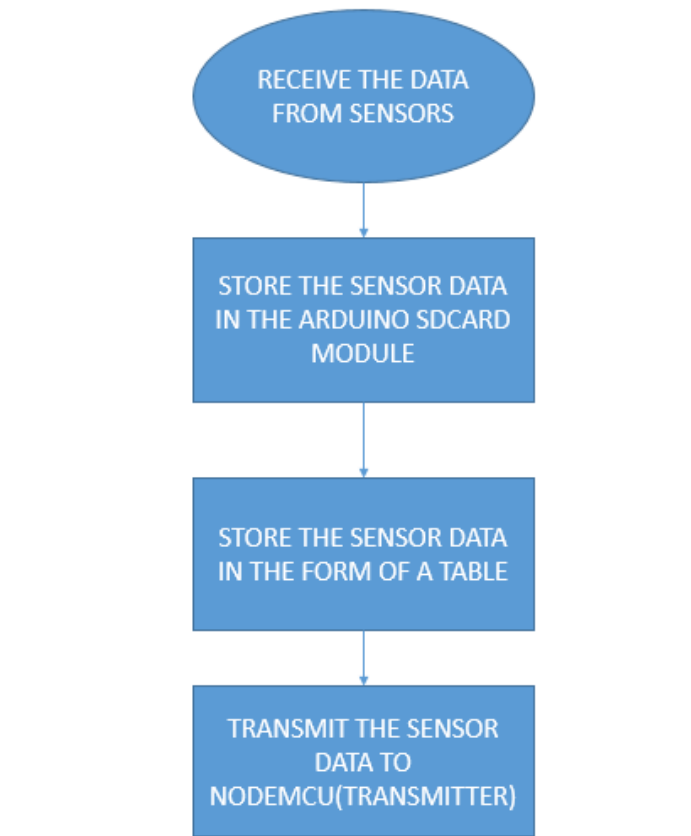 RECEIVE THE DATA
FROM SENSORS
STORE THE SENSOR DATA
IN THE ARDUINO SDCARD
MODULE
STORE THE SENSOR DATA
IN THE FORM OF A TABLE
TRANSMIT THE SENSOR
DATA TO
NODEMCU(TRANSMITTER)